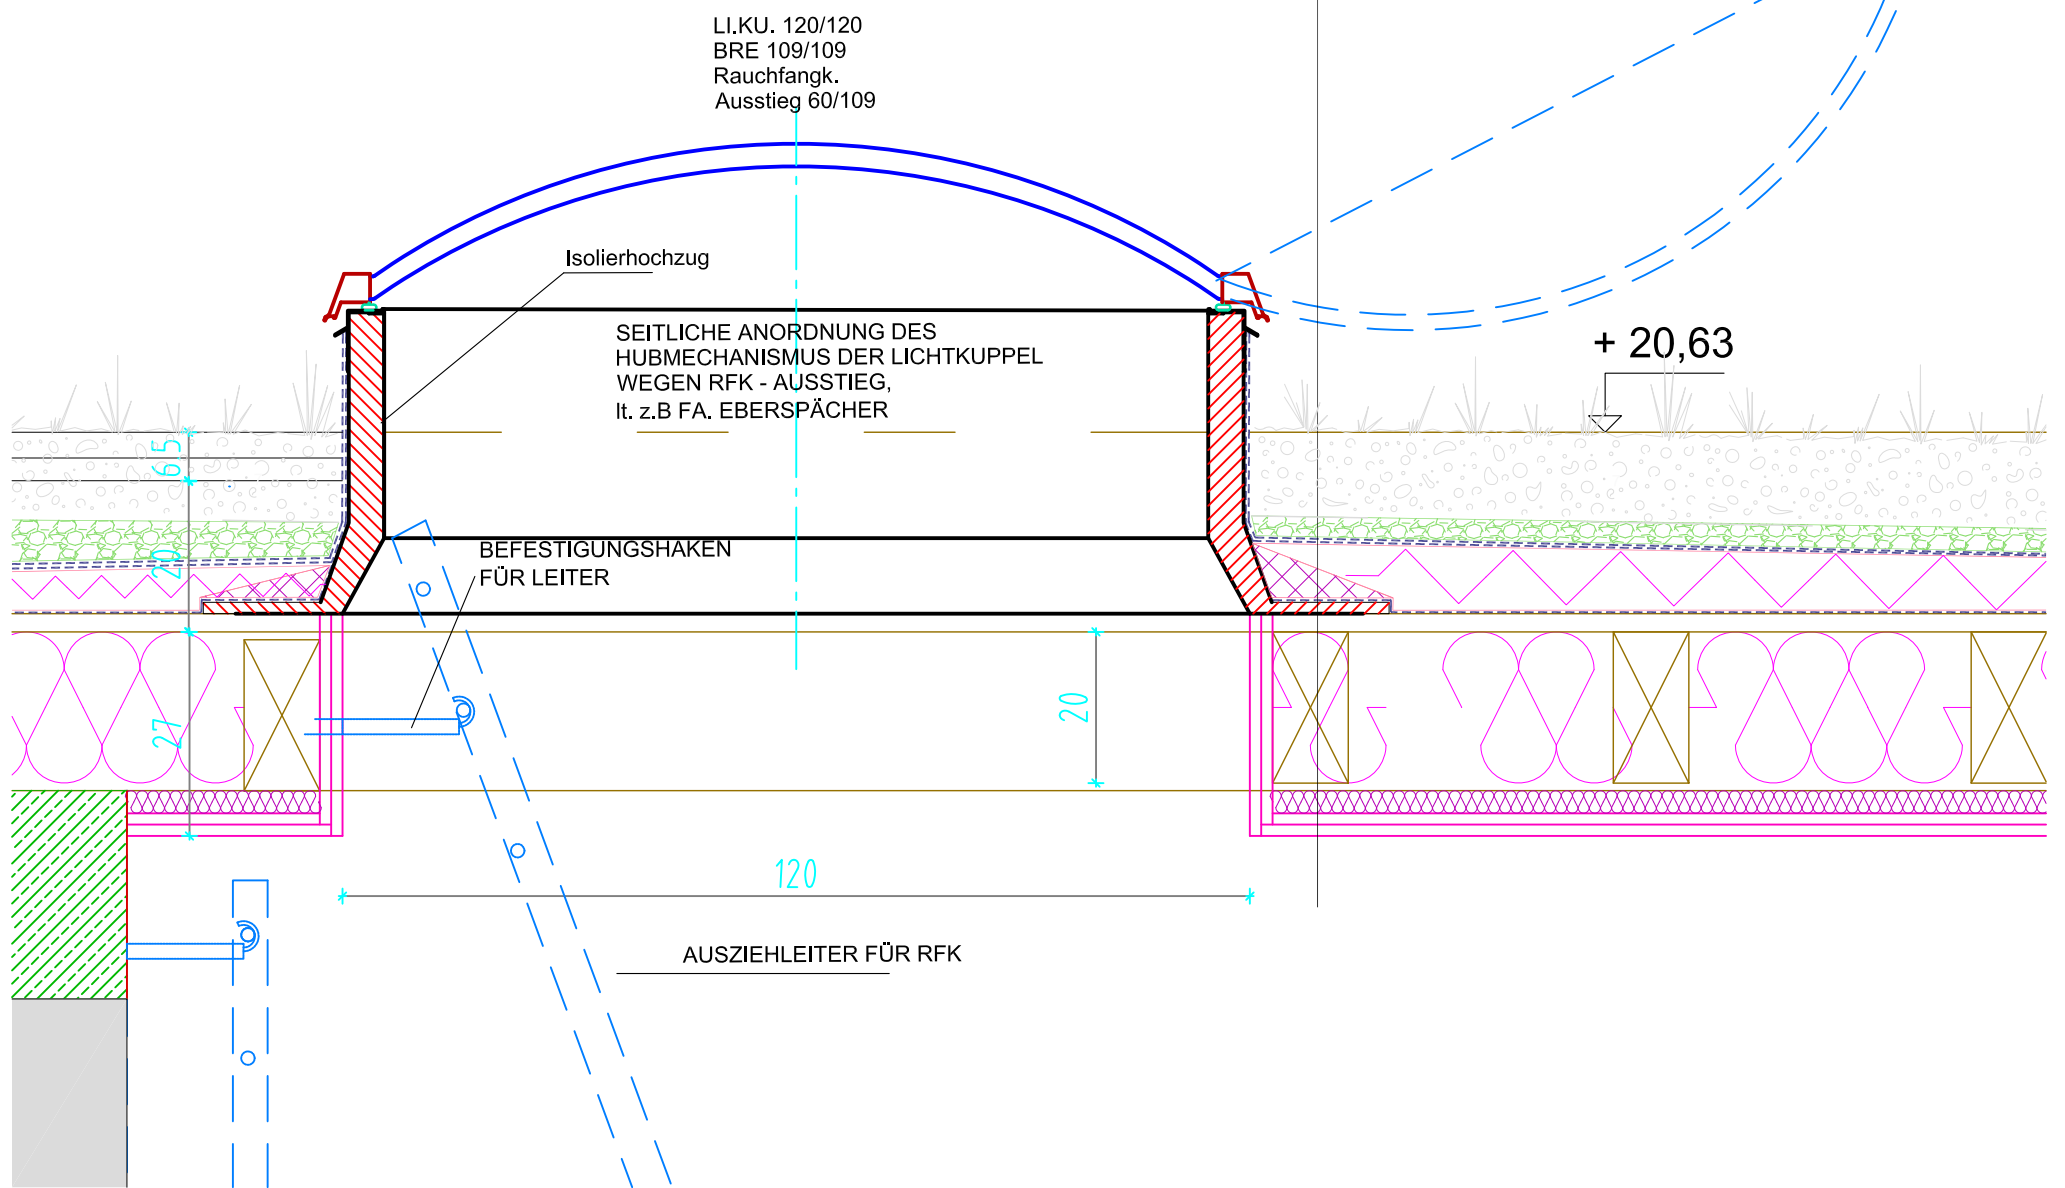 LI.KU. 120/120
BRE 109/109
Rauchfangk.
Ausstieg 60/109
Isolierhochzug
SEITLICHE ANORDNUNG DES
HUBMECHANISMUS DER LICHTKUPPEL
WEGEN RFK - AUSSTIEG,
lt. z.B FA. EBERSPÄCHER
+ 20,63
6.5
20
27
BEFESTIGUNGSHAKEN
FÜR LEITER
20
120
AUSZIEHLEITER FÜR RFK